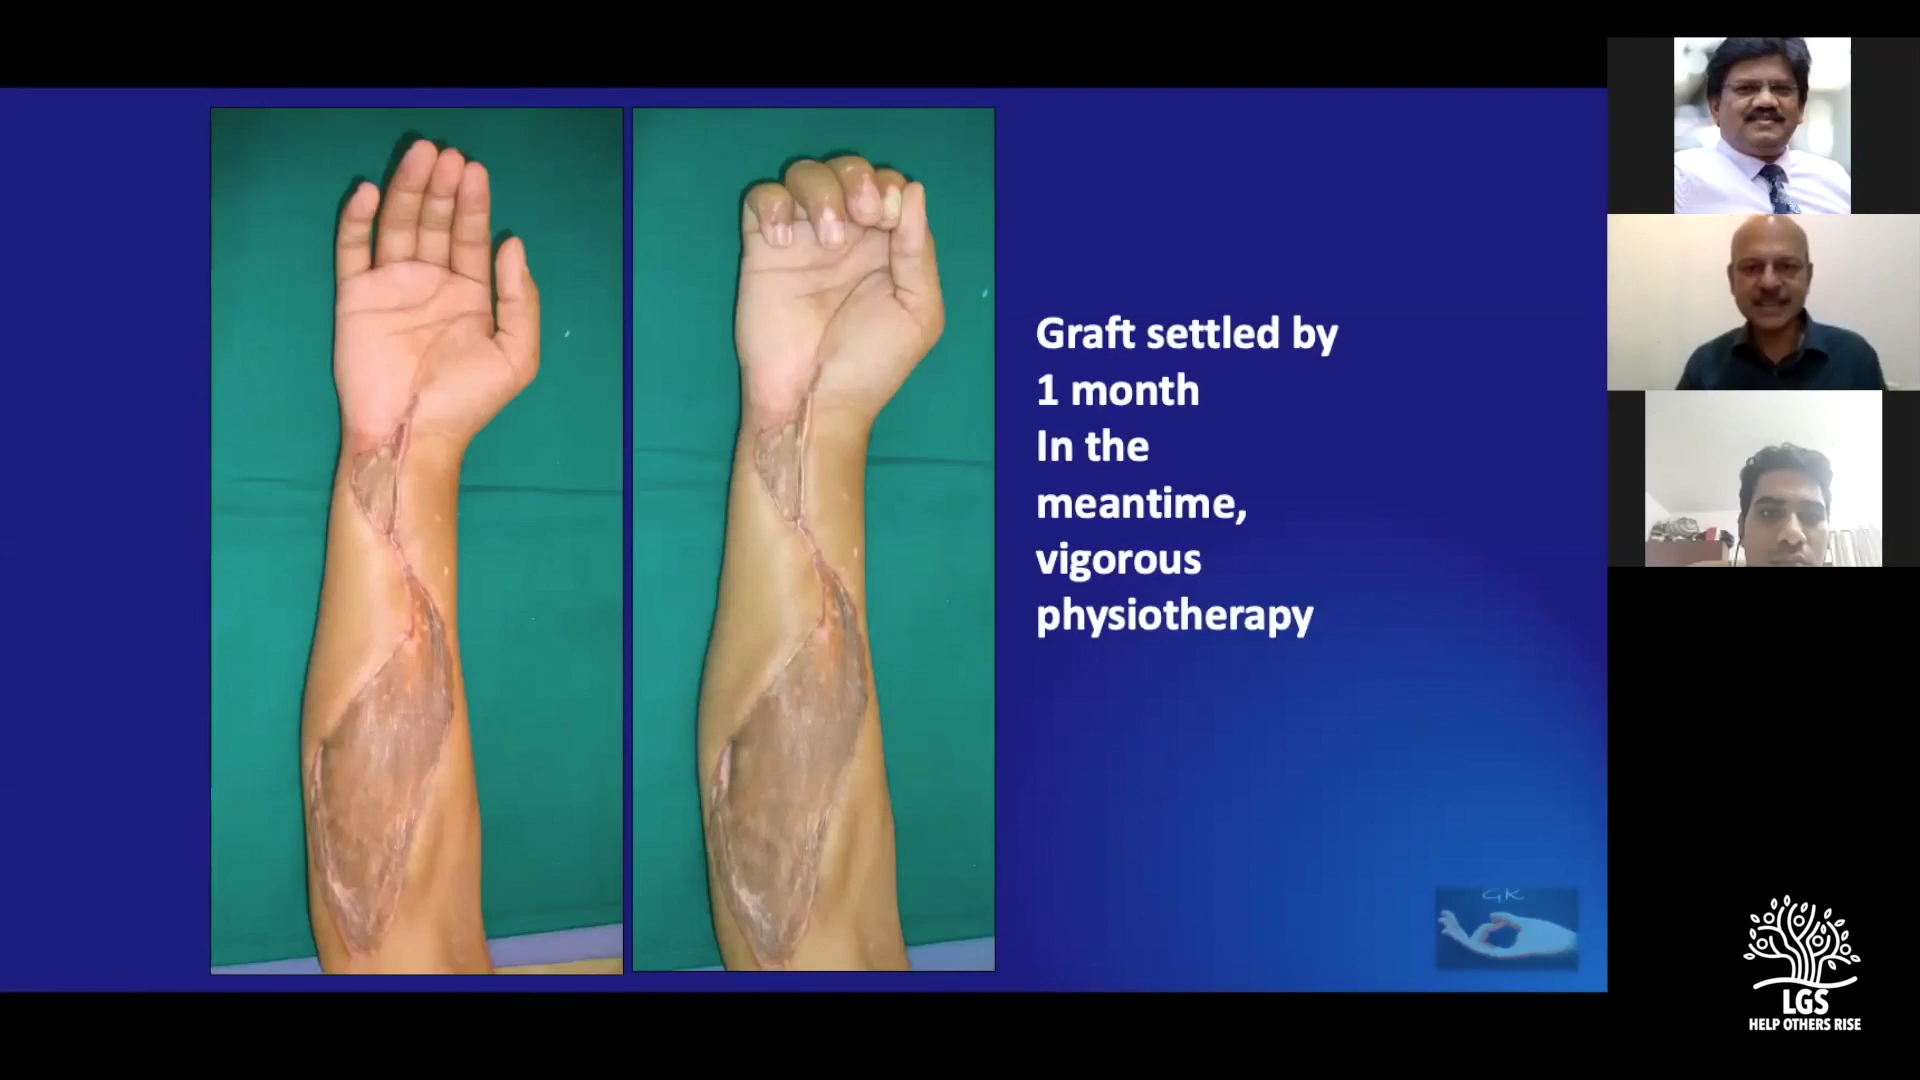 Graft settled by
1 month
In the
meantime,
vigorous
physiotherapy
GK
LGS
HELP OTHERS RISE